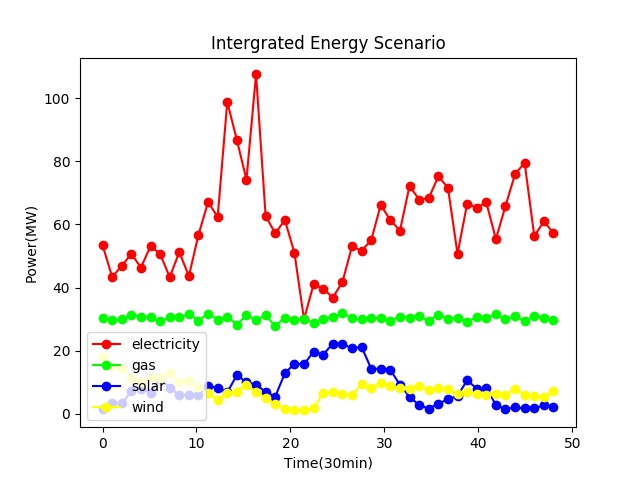 Intergrated Energy Scenario
Power(MW)
100
80
60
40
20
0
electricity
gas
solar
wind
0 10 20 30 40 50
Time(30min)